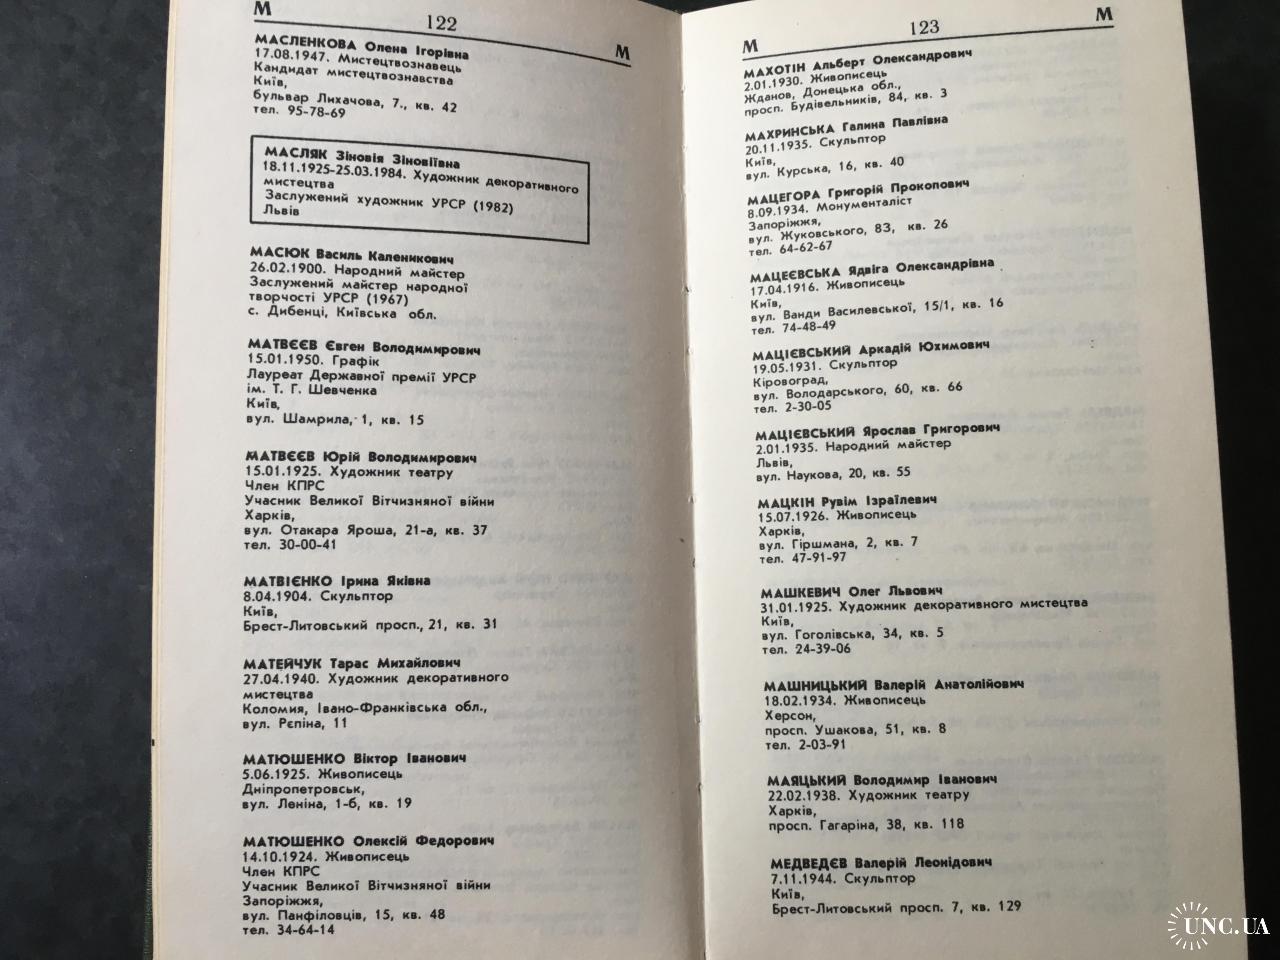 М
122
М
МАСЛЕНКОВА Олена Ігорівна
17.08.1947. Мистецтвознавець
Кандидат мистецтвознавства
Київ,
бульвар Лихачова, 7., кв. 42
тел. 95-78-69
МАСЛЯК Зіновія Зіновіївна
18.11.1925-25.03.1984. Художник декоративного
мистецтва
Заслужений художник УРСР (1982)
Львів
МАСЮК Василь Каленикович
26.02.1900. Народний майстер
Заслужений майстер народної
творчості УРСР (1967)
с. Дибенці, Київська обл.
МАТВЄЄВ Євген Володимирович
15.01.1950. Графік
Лауреат Державної премії УРСР
ім. Т. Г. Шевченка
Київ,
вул. Шамрила, 1, кв. 15
МАТВЄЄВ Юрій Володимирович
15.01.1925. Художник театру
Член КПРС
Учасник Великої Вітчизняної війни
Харків,
вул. Отакара Яроша, 21-а, кв. 37
тел. 30-00-41
МАТВІЄНКО Ірина Яківна
8.04.1904. Скульптор
Київ,
Брест-Литовський просп., 21, кв. 31
МАТЕЙЧУК Тарас Михайлович
27.04.1940. Художник декоративного
мистецтва
Коломия, Івано-Франківська обл.,
вул. Рєпіна, 11
МАТЮШЕНКО Віктор Іванович
5.06.1925. Живописець
Дніпропетровськ,
вул. Леніна, 1-б, кв. 19
МАТЮШЕНКО Олексій Федорович
14.10.1924. Живописець
Член КПРС
Учасник Великої Вітчизняної війни
Запоріжжя,
вул. Панфіловців, 15, кв. 48
тел. 34-64-14
М
123
М
МАХОТІН Альберт Олександрович
2.01.1930. Живописець
Жданов, Донецька обл.,
просп. Будівельників, 84, кв. 3
МАХРИНСЬКА Галина Павлівна
20.11.1935. Скульптор
Київ,
вул. Курська, 16, кв. 40
МАЦЕГОРА Григорій Прокопович
8.09.1934. Монументаліст
Запоріжжя,
вул. Жуковського, 83, кв. 26
тел. 64-62-67
МАЦЕЄВСЬКА Ядвіга Олександрівна
17.04.1916. Живописець
Київ,
вул. Ванди Василевської, 15/1, кв. 16
тел. 74-48-49
МАЦІЄВСЬКИЙ Аркадій Юхимович
19.05.1931. Скульптор
Кіровоград,
вул. Володарського, 60, кв. 66
тел. 2-30-05
МАЦІЄВСЬКИЙ Ярослав Григорович
2.01.1935. Народний майстер
Львів,
вул. Наукова, 20, кв. 55
МАЦКІН Рувім Ізраїлевич
15.07.1926. Живописець
Харків,
вул. Гіршмана, 2, кв. 7
тел. 47-91-97
МАШКЕВИЧ Олег Львович
31.01.1925. Художник декоративного мистецтва
Київ,
вул. Гоголівська, 34, кв. 5
тел. 24-39-06
МАШНИЦЬКИЙ Валерій Анатолійович
18.02.1934. Живописець
Херсон,
просп. Ушакова, 51, кв. 8
тел. 2-03-91
МАЯЦЬКИЙ Володимир Іванович
22.02.1938. Художник театру
Харків,
просп. Гагаріна, 38, кв. 118
МЕДВЕДЄВ Валерій Леонідович
7.11.1944. Скульптор
Київ,
Брест-Литовський просп. 7, кв. 129
UNC.UA